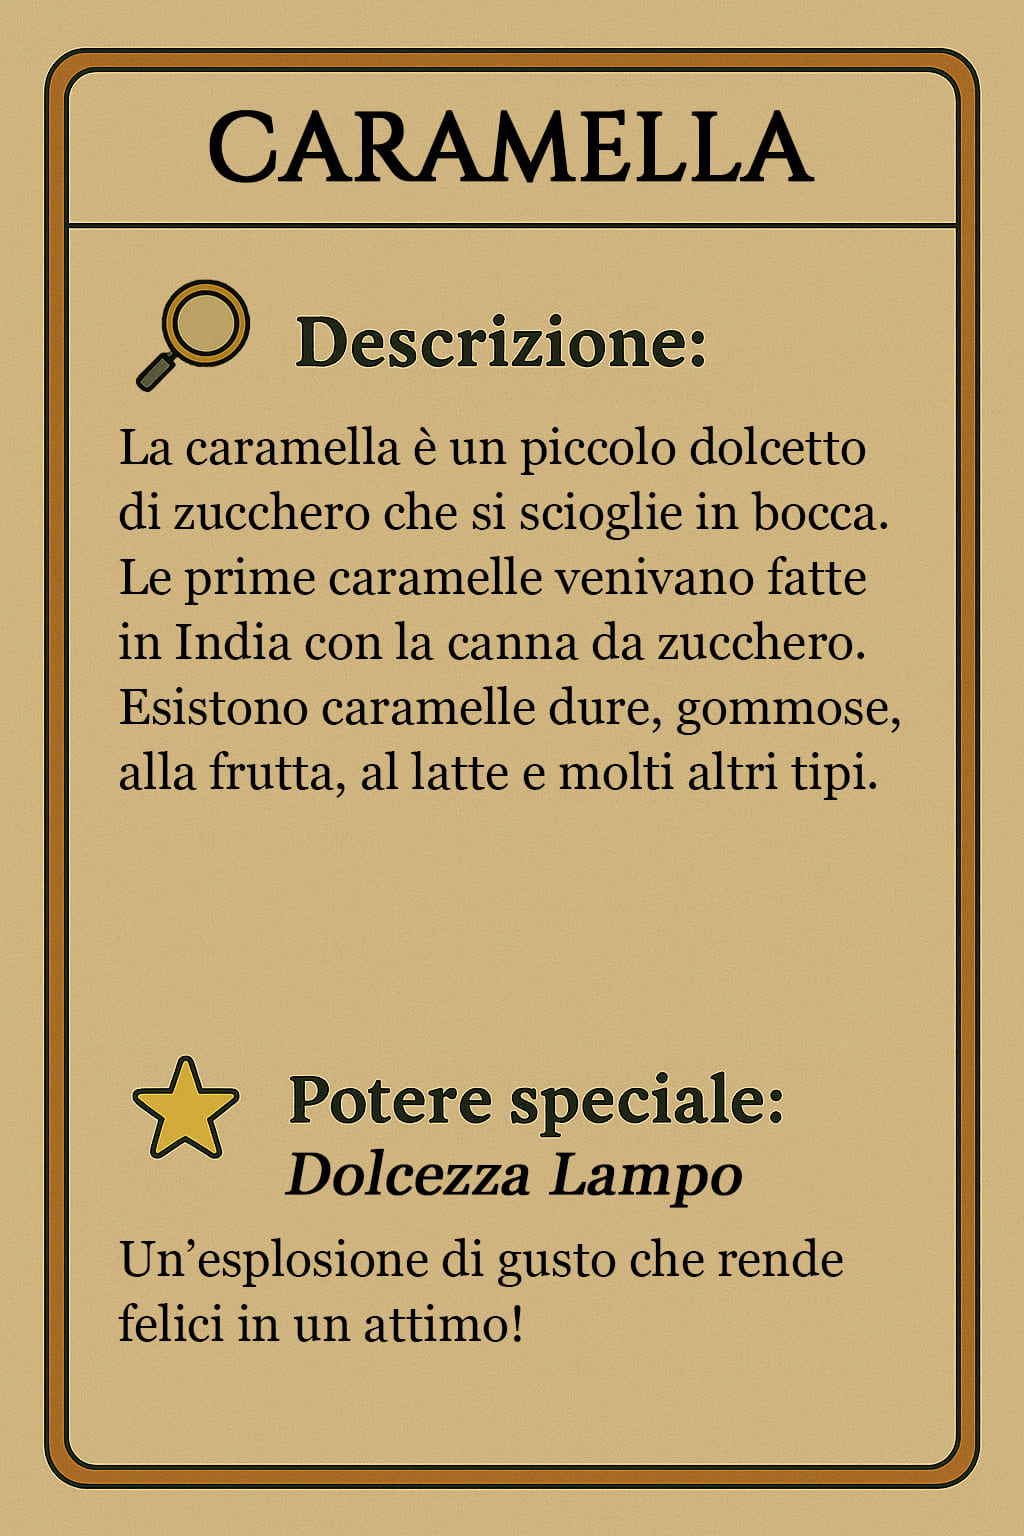 CARAMELLA
Descrizione:
La caramella è un piccolo dolcetto
di zucchero che si scioglie in bocca.
Le prime caramelle venivano fatte
in India con la canna da zucchero.
Esistono caramelle dure, gommose,
alla frutta, al latte e molti altri tipi.
Potere speciale:
Dolcezza Lampo
Un’esplosione di gusto che rende
felici in un attimo!